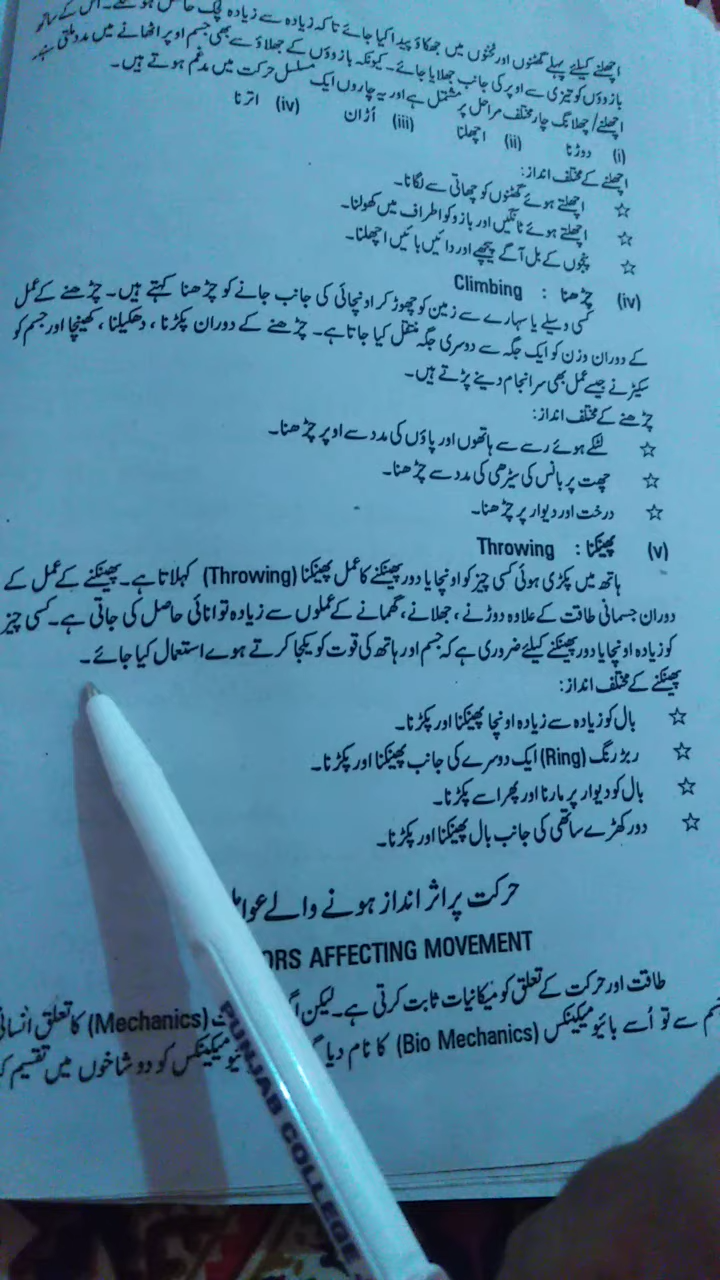 اچھلنے کیلئے پہلے گھٹنوں اور ٹخنوں میں جھکاؤ پیدا کیا جائے تاکہ زیادہ سے زیادہ
بازوؤں کو تیزی سے اوپر کی جانب جھلایا جائے۔ کیونکہ بازوؤں کے جھلاؤ سے بھی جسم اوپر اٹھانے میں مدد ملتی ہے۔
اچھلنے/چھلانگ چار مختلف مراحل پر مشتمل ہے اور یہ چاروں ایک مسلسل حرکت میں مدغم ہوتے ہیں۔
(i) دوڑنا (ii) اچھلنا (iii) اُڑان (iv) اترنا
اچھلنے کے مختلف انداز:
☆ اچھلتے ہوئے گھٹنوں کو چھاتی سے لگانا۔
☆ اچھلتے ہوئے ٹانگیں اور بازو کو اطراف میں کھولنا۔
☆ پنجوں کے بل آگے پیچھے اور دائیں بائیں اچھلنا۔
(iv) چڑھنا : Climbing
کسی وسیلے یا سہارے سے زمین کو چھوڑ کر اونچائی کی جانب جانے کو چڑھنا کہتے ہیں۔ چڑھنے کے عمل
کے دوران وزن کو ایک جگہ سے دوسری جگہ منتقل کیا جاتا ہے۔ چڑھنے کے دوران پکڑنا، دھکیلنا، کھینچنا اور جسم کو
سکیڑنے جیسے عمل بھی سرانجام دینے پڑتے ہیں۔
چڑھنے کے مختلف انداز:
☆ لٹکے ہوئے رسے سے ہاتھوں اور پاؤں کی مدد سے اوپر چڑھنا۔
☆ چھت پر بانس کی سیڑھی کی مدد سے چڑھنا۔
☆ درخت اور دیوار پر چڑھنا۔
(v) پھینکنا : Throwing
ہاتھ میں پکڑی ہوئی کسی چیز کو اونچا یا دور پھینکنے کا عمل پھینکنا (Throwing) کہلاتا ہے۔ پھینکنے کے عمل کے
دوران جسمانی طاقت کے علاوہ دوڑنے، جھلانے، گھمانے کے عملوں سے زیادہ توانائی حاصل کی جاتی ہے۔ کسی چیز
کو زیادہ اونچا یا دور پھینکنے کیلئے ضروری ہے کہ جسم اور ہاتھ کی قوت کو یکجا کرتے ہوے استعمال کیا جائے۔
پھینکنے کے مختلف انداز:
☆ بال کو زیادہ سے زیادہ اونچا پھینکنا اور پکڑنا۔
☆ ربڑ رنگ (Ring) ایک دوسرے کی جانب پھینکنا اور پکڑنا۔
☆ بال کو دیوار پر مارنا اور پھر اسے پکڑنا۔
☆ دور کھڑے ساتھی کی جانب بال پھینکنا اور پکڑنا۔
حرکت پر اثر انداز ہونے والے
ORS AFFECTING MOVEMENT
طاقت اور حرکت کے تعلق کو میکانیات ثابت کرتی ہے۔ لیکن (Mechanics) کا تعلق انسانی
سے تو اُسے بائیو میکینکس (Bio Mechanics) کا نام دیا میکینکس کو دو شاخوں میں تقسیم
PUNJAB COLLEGE